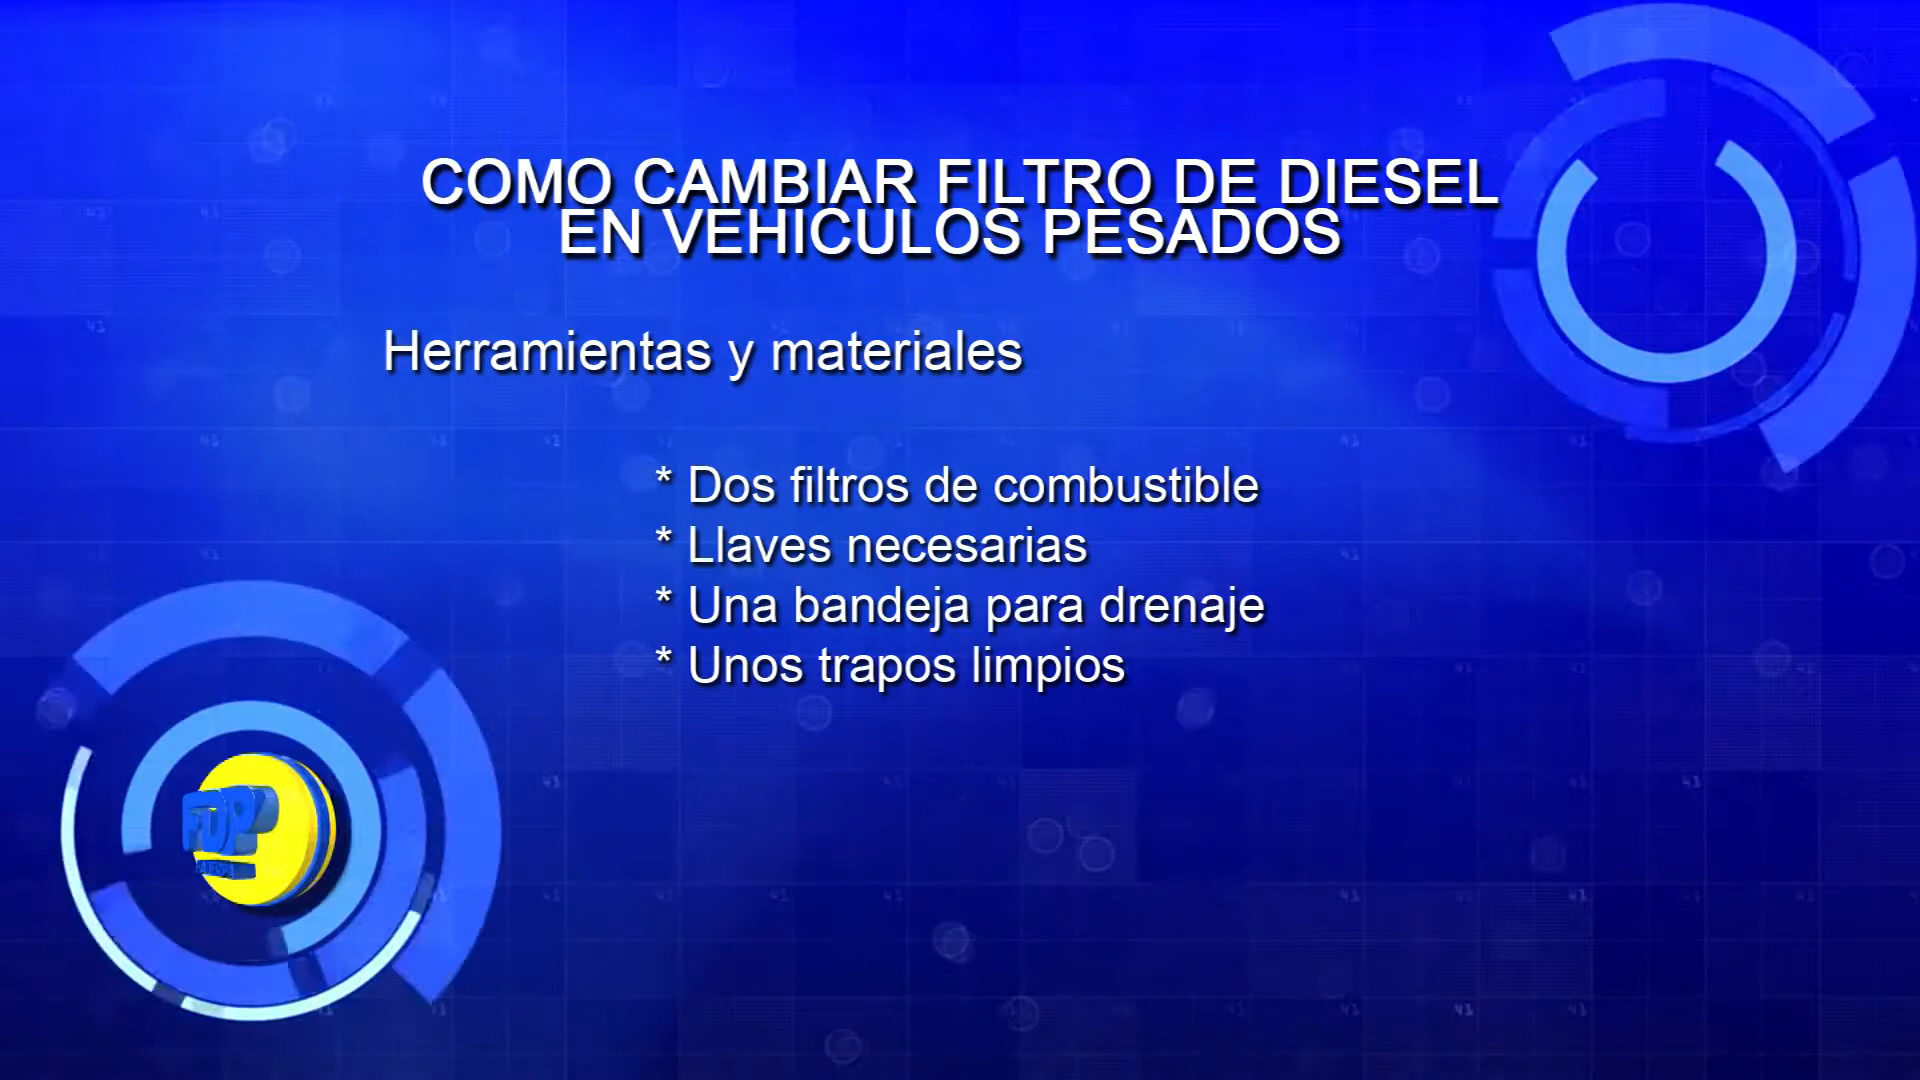 COMO CAMBIAR FILTRO DE DIESEL
EN VEHICULOS PESADOS
Herramientas y materiales
* Dos filtros de combustible
* Llaves necesarias
* Una bandeja para drenaje
* Unos trapos limpios
FDP